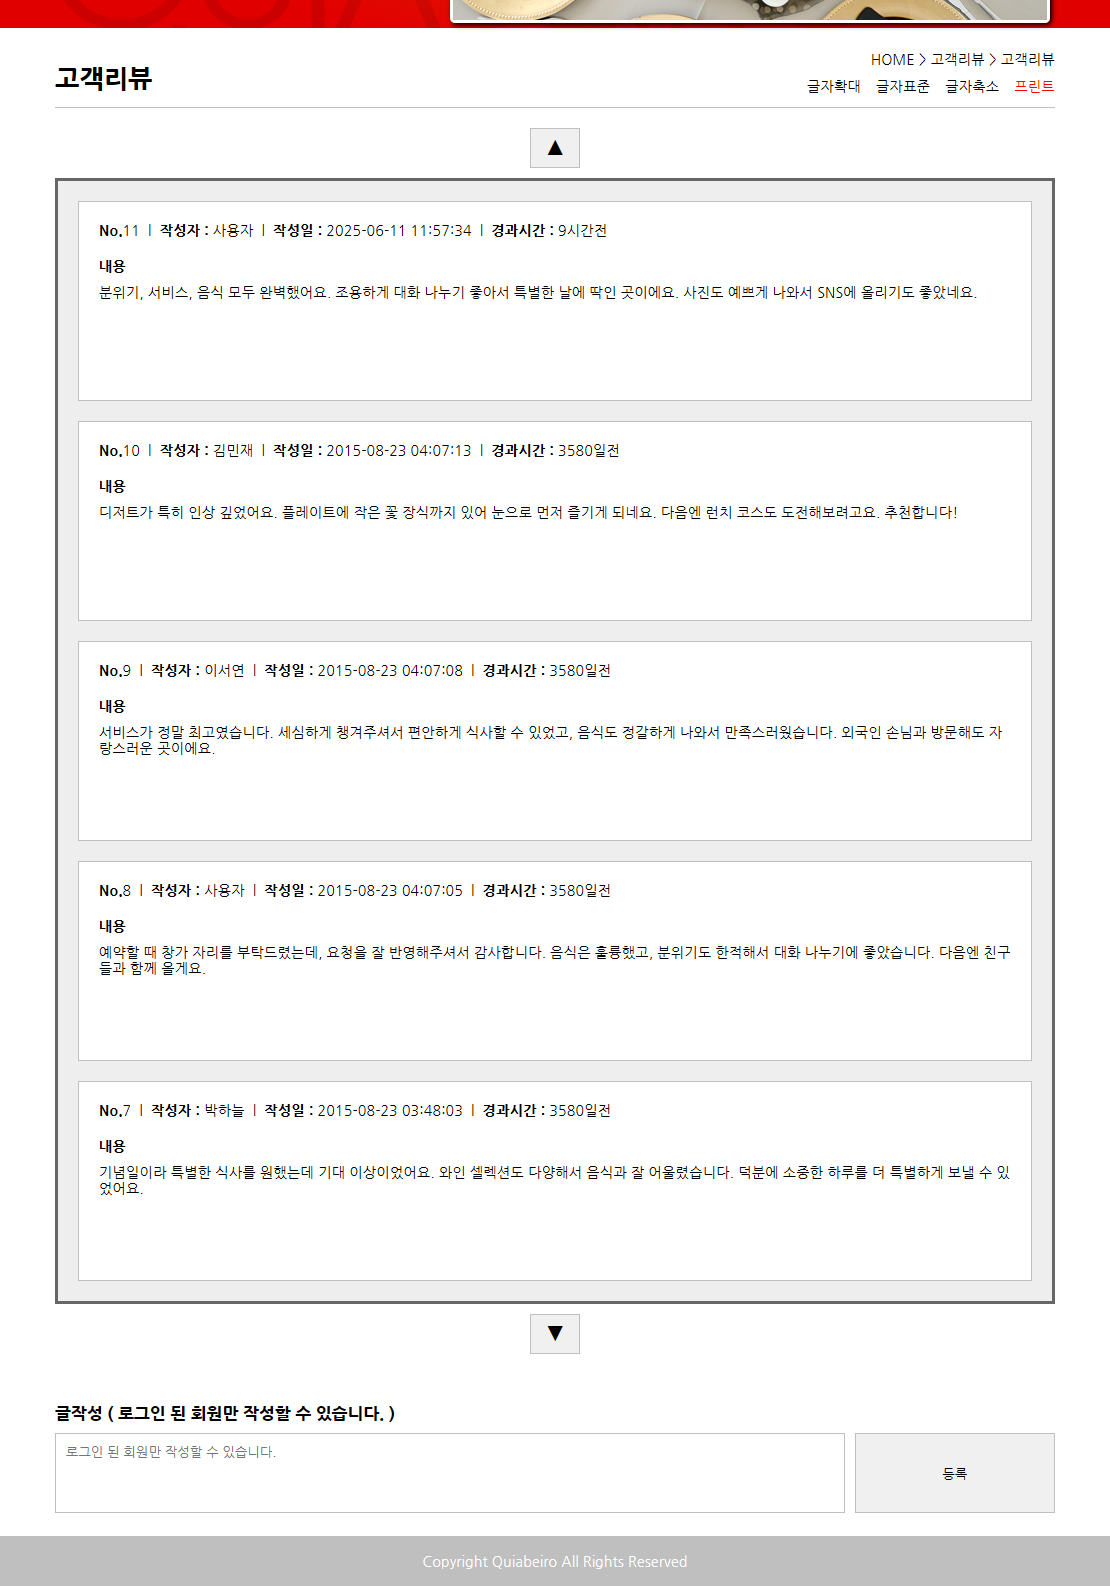 HOME > 고객리뷰 > 고객리뷰
고객리뷰
글자확대 글자표준 글자축소 프린트
▲
No.11 | 작성자 : 사용자 | 작성일 : 2025-06-11 11:57:34 | 경과시간 : 9시간전
내용
분위기, 서비스, 음식 모두 완벽했어요. 조용하게 대화 나누기 좋아서 특별한 날에 딱인 곳이에요. 사진도 예쁘게 나와서 SNS에 올리기도 좋았네요.
No.10 | 작성자 : 김민재 | 작성일 : 2015-08-23 04:07:13 | 경과시간 : 3580일전
내용
디저트가 특히 인상 깊었어요. 플레이트에 작은 꽃 장식까지 있어 눈으로 먼저 즐기게 되네요. 다음엔 런치 코스도 도전해보려고요. 추천합니다!
No.9 | 작성자 : 이서연 | 작성일 : 2015-08-23 04:07:08 | 경과시간 : 3580일전
내용
서비스가 정말 최고였습니다. 세심하게 챙겨주셔서 편안하게 식사할 수 있었고, 음식도 정갈하게 나와서 만족스러웠습니다. 외국인 손님과 방문해도 자
랑스러운 곳이에요.
No.8 | 작성자 : 사용자 | 작성일 : 2015-08-23 04:07:05 | 경과시간 : 3580일전
내용
예약할 때 창가 자리를 부탁드렸는데, 요청을 잘 반영해주셔서 감사합니다. 음식은 훌륭했고, 분위기도 한적해서 대화 나누기에 좋았습니다. 다음엔 친구
들과 함께 올게요.
No.7 | 작성자 : 박하늘 | 작성일 : 2015-08-23 03:48:03 | 경과시간 : 3580일전
내용
기념일이라 특별한 식사를 원했는데 기대 이상이었어요. 와인 셀렉션도 다양해서 음식과 잘 어울렸습니다. 덕분에 소중한 하루를 더 특별하게 보낼 수 있
었어요.
▼
글작성 ( 로그인 된 회원만 작성할 수 있습니다. )
로그인 된 회원만 작성할 수 있습니다.
등록
Copyright Quiabeiro All Rights Reserved